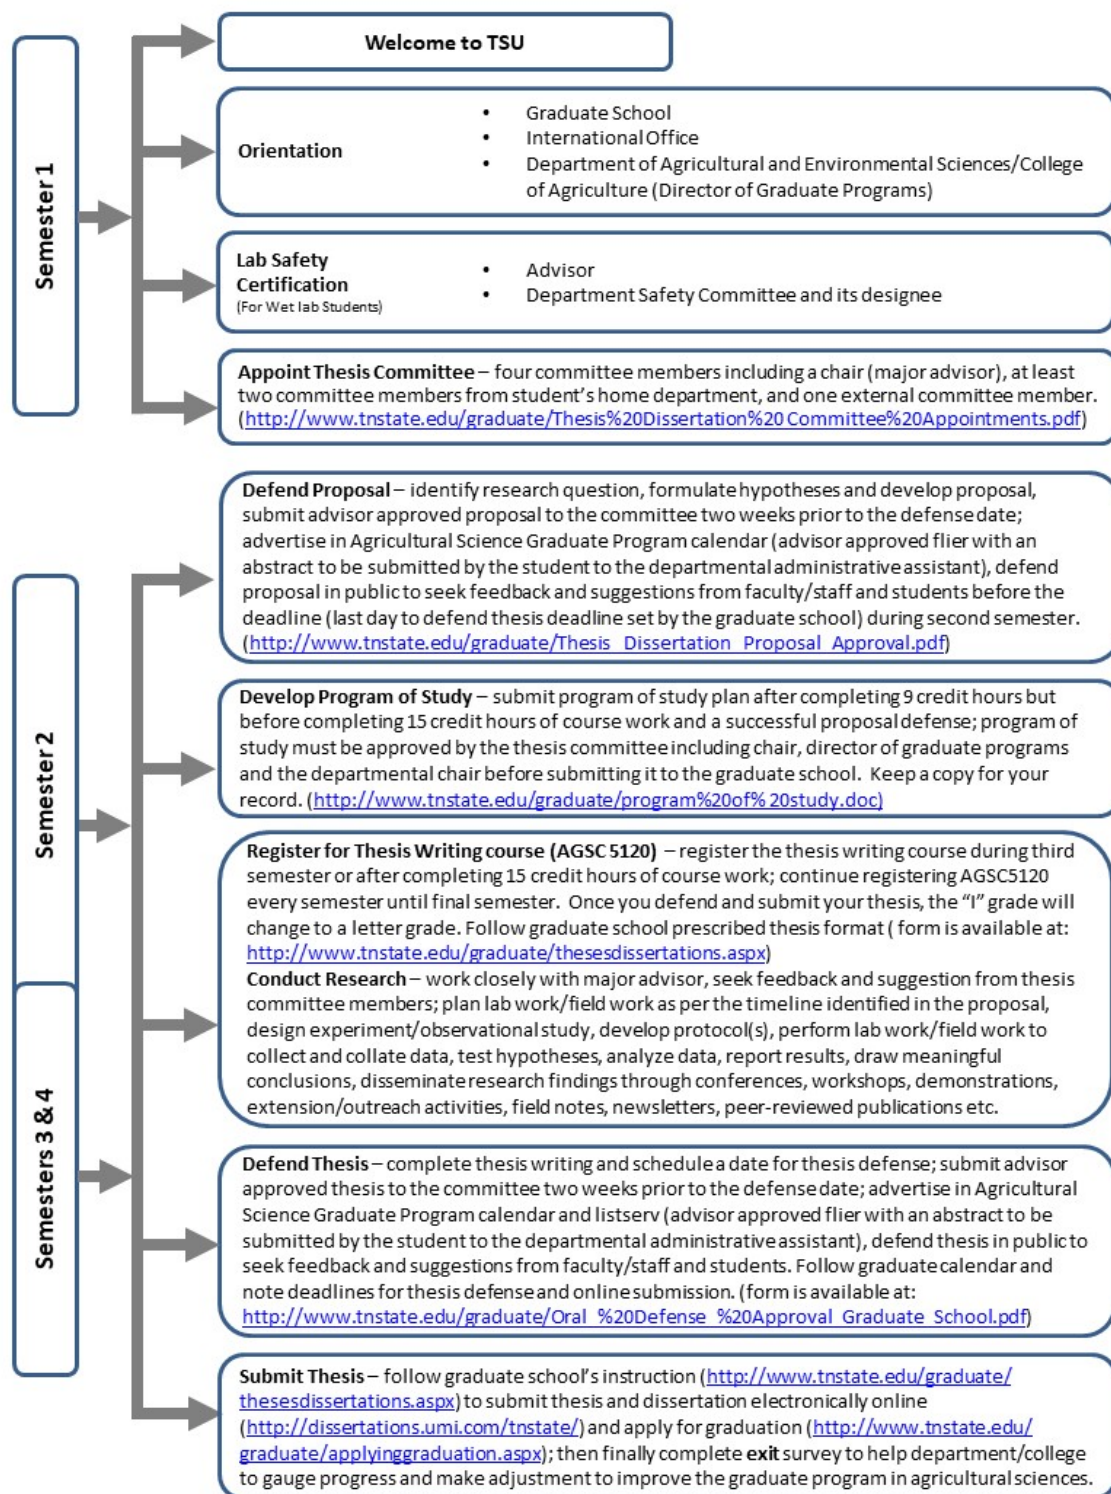 Semester 1
Welcome to TSU
Orientation
• Graduate School
• International Office
• Department of Agricultural and Environmental Sciences/College
of Agriculture (Director of Graduate Programs)
Lab Safety
Certification
(For Wet lab Students)
• Advisor
• Department Safety Committee and its designee
Appoint Thesis Committee – four committee members including a chair (major advisor), at least
two committee members from student's home department, and one external committee member.
(http://www.tnstate.edu/graduate/Thesis%20Dissertation%20 Committee%20Appointments.pdf)
Semester 2
Defend Proposal – identify research question, formulate hypotheses and develop proposal,
submit advisor approved proposal to the committee two weeks prior to the defense date;
advertise in Agricultural Science Graduate Program calendar (advisor approved flier with an
abstract to be submitted by the student to the departmental administrative assistant), defend
proposal in public to seek feedback and suggestions from faculty/staff and students before the
deadline (last day to defend thesis deadline set by the graduate school) during second semester.
(http://www.tnstate.edu/graduate/Thesis_Dissertation_Proposal_Approval.pdf)
Develop Program of Study – submit program of study plan after completing 9 credit hours but
before completing 15 credit hours of course work and a successful proposal defense; program of
study must be approved by the thesis committee including chair, director of graduate programs
and the departmental chair before submitting it to the graduate school. Keep a copy for your
record. (http://www.tnstate.edu/graduate/program%20of% 20study.doc)
Register for Thesis Writing course (AGSC 5120) – register the thesis writing course during third
semester or after completing 15 credit hours of course work; continue registering AGSC5120
every semester until final semester. Once you defend and submit your thesis, the "I" grade will
change to a letter grade. Follow graduate school prescribed thesis format ( form is available at:
http://www.tnstate.edu/graduate/thesesdissertations.aspx)
Conduct Research – work closely with major advisor, seek feedback and suggestion from thesis
committee members; plan lab work/field work as per the timeline identified in the proposal,
design experiment/observational study, develop protocol(s), perform lab work/field work to
collect and collate data, test hypotheses, analyze data, report results, draw meaningful
conclusions, disseminate research findings through conferences, workshops, demonstrations,
extension/outreach activities, field notes, newsletters, peer-reviewed publications etc.
Semesters 3 & 4
Defend Thesis – complete thesis writing and schedule a date for thesis defense; submit advisor
approved thesis to the committee two weeks prior to the defense date; advertise in Agricultural
Science Graduate Program calendar and listserv (advisor approved flier with an abstract to be
submitted by the student to the departmental administrative assistant), defend thesis in public to
seek feedback and suggestions from faculty/staff and students. Follow graduate calendar and
note deadlines for thesis defense and online submission. (form is available at:
http://www.tnstate.edu/graduate/Oral_%20Defense_%20Approval_Graduate_School.pdf)
Submit Thesis – follow graduate school's instruction (http://www.tnstate.edu/graduate/
thesesdissertations.aspx) to submit thesis and dissertation electronically online
(http://dissertations.umi.com/tnstate/) and apply for graduation (http://www.tnstate.edu/
graduate/applyinggraduation.aspx); then finally complete exit survey to help department/college
to gauge progress and make adjustment to improve the graduate program in agricultural sciences.